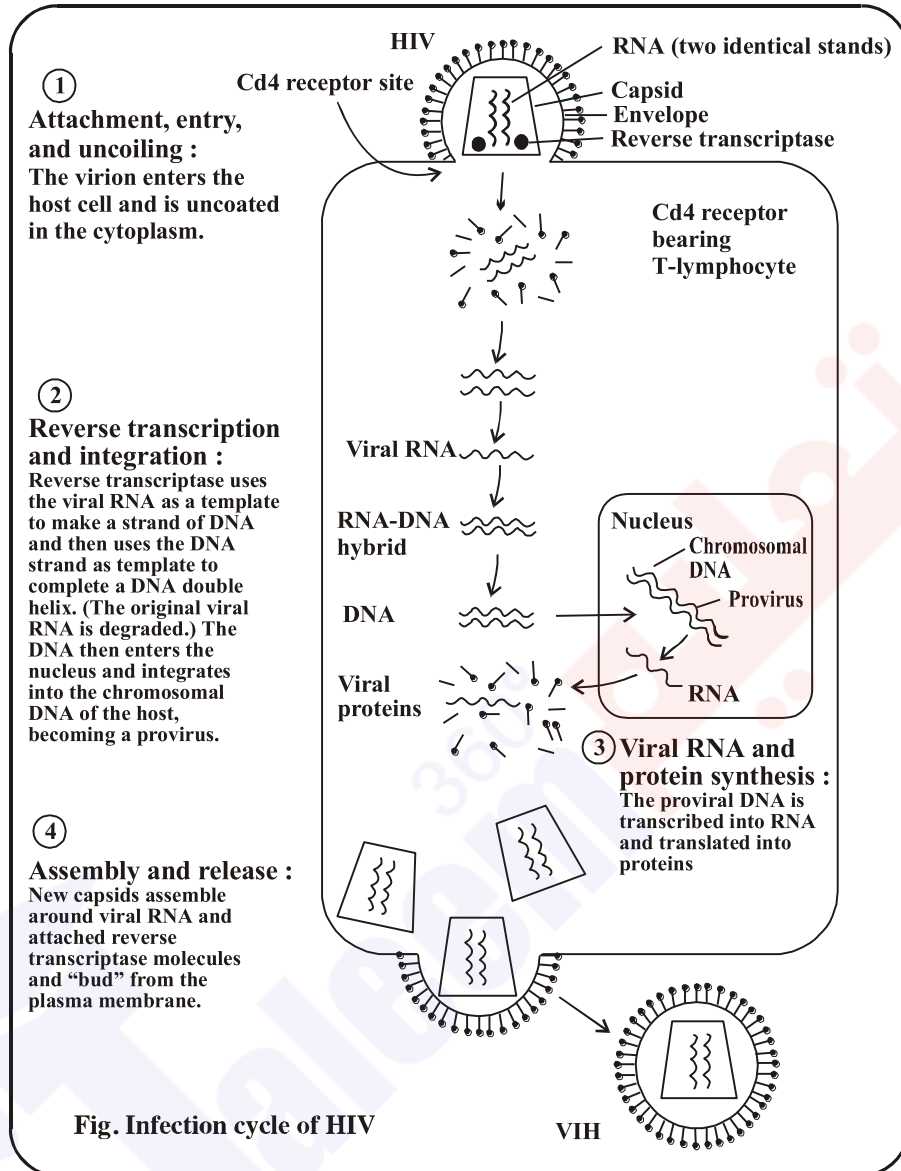 HIV
RNA (two identical stands)
Cd4 receptor site
Capsid
Envelope
Reverse transcriptase
1
Attachment, entry,
and uncoiling :
The virion enters the
host cell and is uncoated
in the cytoplasm.
Cd4 receptor
bearing
T-lymphocyte
2
Reverse transcription
and integration :
Reverse transcriptase uses
the viral RNA as a template
to make a strand of DNA
and then uses the DNA
strand as template to
complete a DNA double
helix. (The original viral
RNA is degraded.) The
DNA then enters the
nucleus and integrates
into the chromosomal
DNA of the host,
becoming a provirus.
Viral RNA
RNA-DNA
hybrid
DNA
Viral
proteins
Nucleus
Chromosomal
DNA
Provirus
RNA
3 Viral RNA and
protein synthesis :
The proviral DNA is
transcribed into RNA
and translated into
proteins
4
Assembly and release :
New capsids assemble
around viral RNA and
attached reverse
transcriptase molecules
and “bud” from the
plasma membrane.
Fig. Infection cycle of HIV
VIH
Taleem
360°